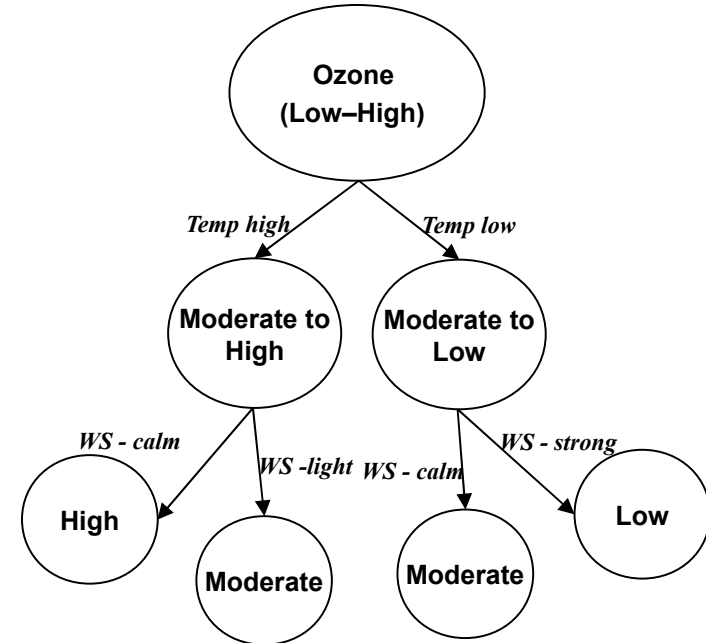 Ozone
(Low–High)
Temp high
Temp low
Moderate to
High
Moderate to
Low
WS - calm
WS -light
WS - calm
WS - strong
High
Moderate
Moderate
Low